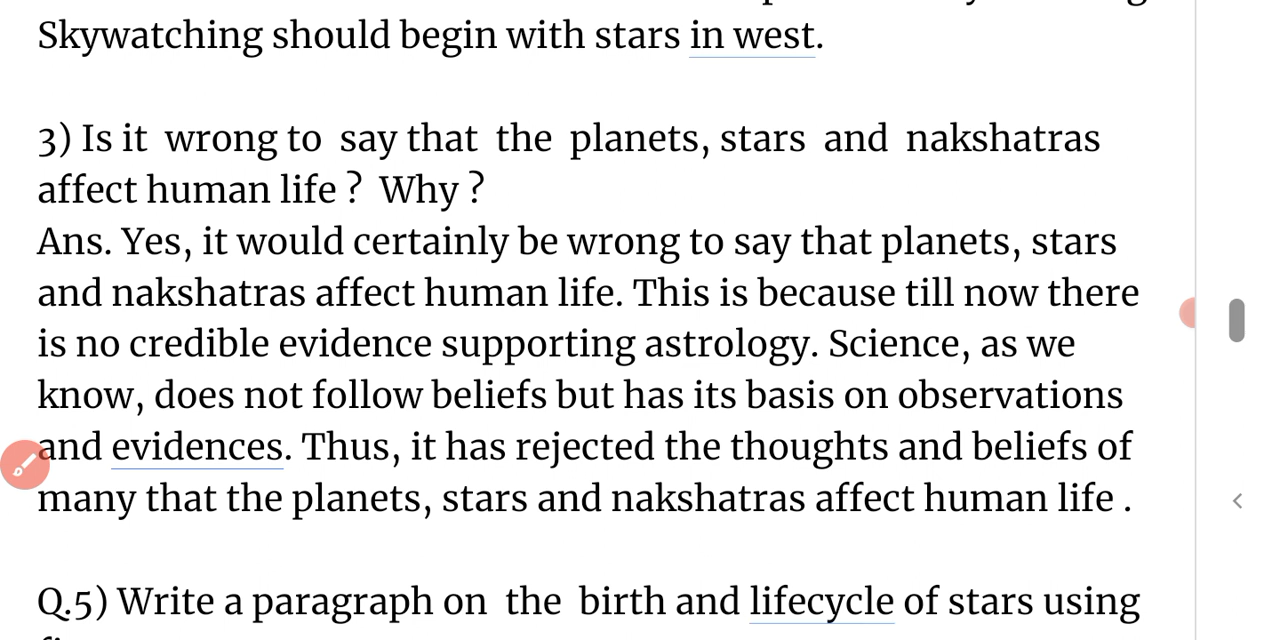 Skywatching should begin with stars in west.
3) Is it wrong to say that the planets, stars and nakshatras
affect human life ? Why ?
Ans. Yes, it would certainly be wrong to say that planets, stars
and nakshatras affect human life. This is because till now there
is no credible evidence supporting astrology. Science, as we
know, does not follow beliefs but has its basis on observations
and evidences. Thus, it has rejected the thoughts and beliefs of
many that the planets, stars and nakshatras affect human life .
Q.5) Write a paragraph on the birth and lifecycle of stars using